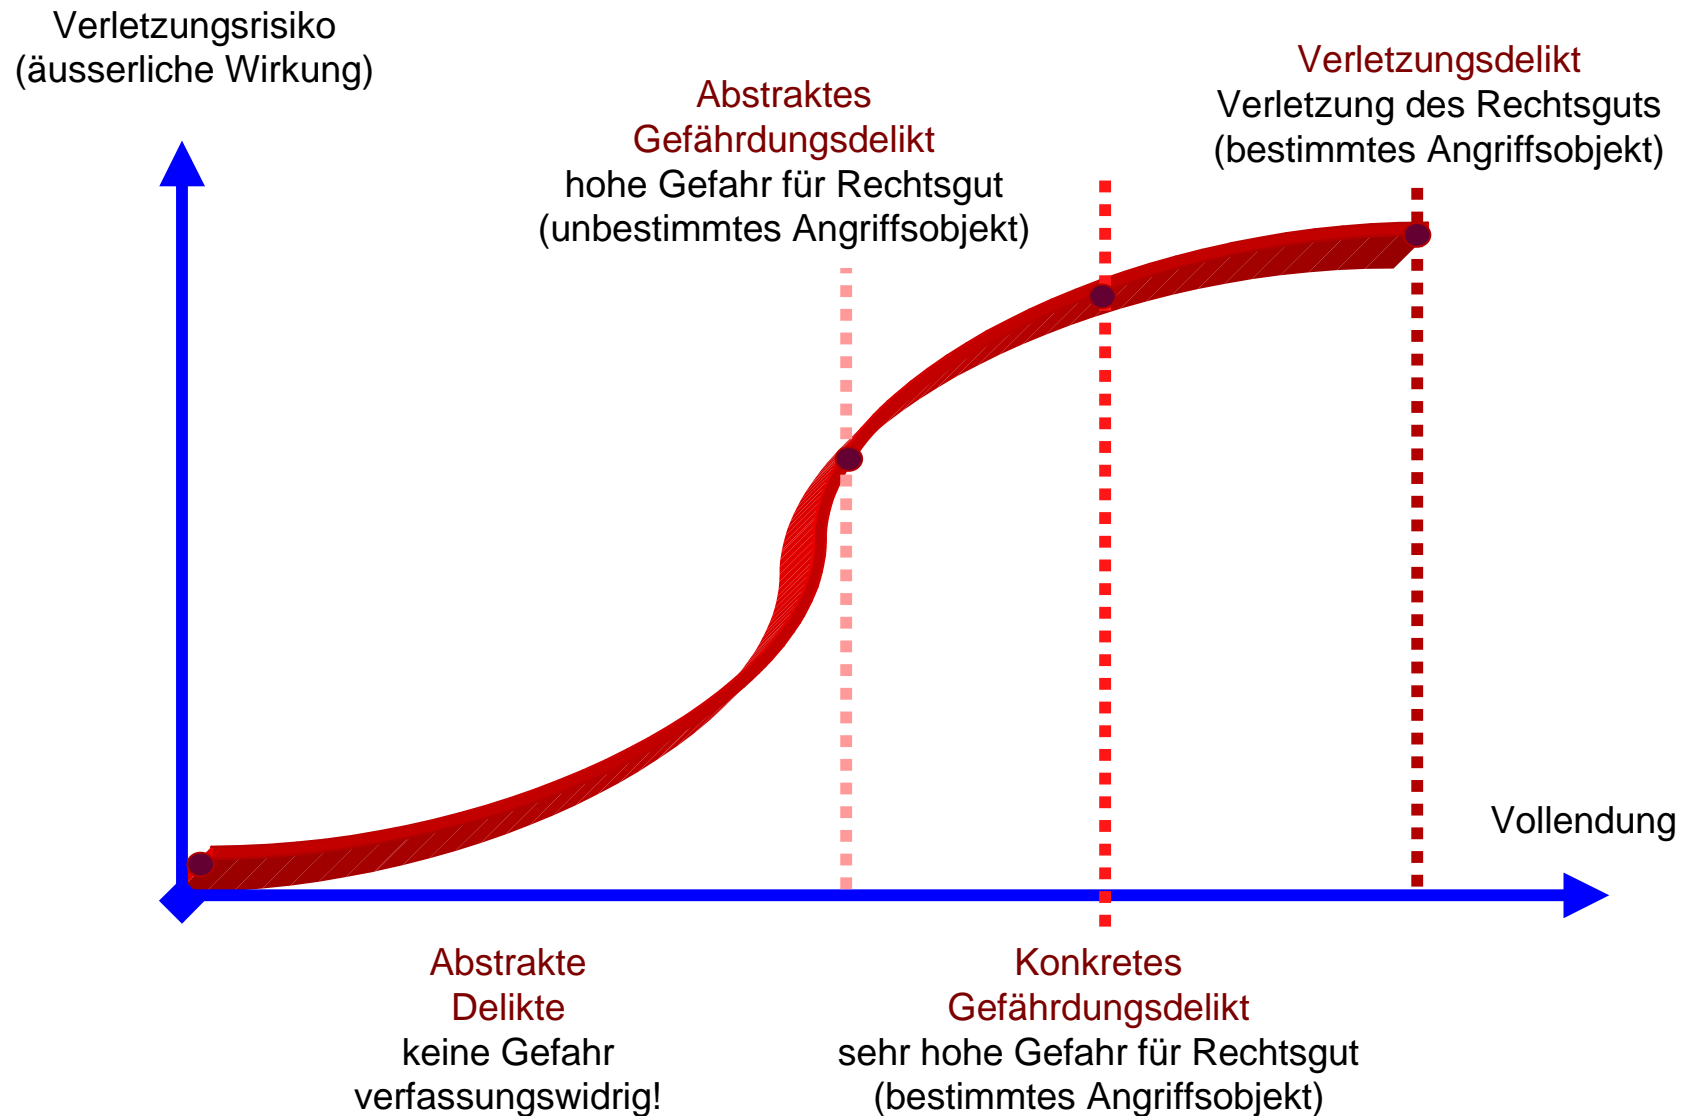 Verletzungsrisiko
(äusserliche Wirkung)
Abstraktes
Gefährdungsdelikt
hohe Gefahr für Rechtsgut
(unbestimmtes Angriffsobjekt)
Verletzungsdelikt
Verletzung des Rechtsguts
(bestimmtes Angriffsobjekt)
Vollendung
Abstrakte
Delikte
keine Gefahr
verfassungswidrig!
Konkretes
Gefährdungsdelikt
sehr hohe Gefahr für Rechtsgut
(bestimmtes Angriffsobjekt)